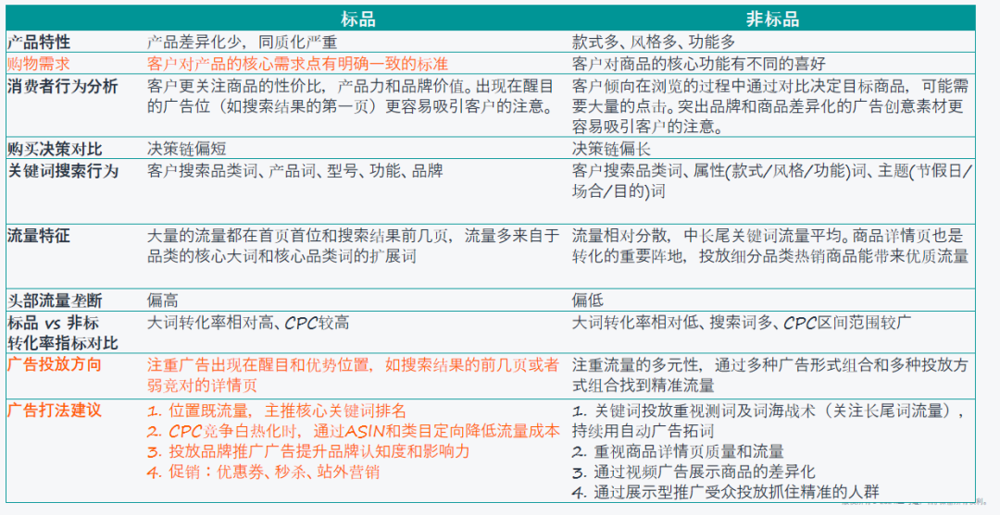 标品 非标品
产品特性 产品差异化少，同质化严重 款式多、风格多、功能多
购物需求 客户对产品的核心需求点有明确一致的标准 客户对商品的核心功能有不同的喜好
消费者行为分析 客户更关注商品的性价比，产品力和品牌价值。出现在醒目 客户倾向在浏览的过程中通过对比决定目标商品，可能需
的广告位（如搜索结果的第一页）更容易吸引客户的注意。 要大量的点击。突出品牌和商品差异化的广告创意素材更
容易吸引客户的注意。
购买决策对比 决策链偏短 决策链偏长
关键词搜索行为 客户搜索品类词、产品词、型号、功能、品牌 客户搜索品类词、属性(款式/风格/功能)词、主题(节假日/
场合/目的)词
流量特征 大量的流量都在首页首位和搜索结果前几页，流量多来自于 流量相对分散，中长尾关键词流量平均。商品详情页也是
品类的核心大词和核心品类词的扩展词 转化的重要阵地，投放细分品类热销商品能带来优质流量
头部流量垄断 偏高 偏低
标品 vs 非标 大词转化率相对高、CPC较高 大词转化率相对低、搜索词多、CPC区间范围较广
转化率指标对比
广告投放方向 注重广告出现在醒目和优势位置，如搜索结果的前几页或者 注重流量的多元性，通过多种广告形式组合和多种投放方
弱竞对的详情页 式组合找到精准流量
广告打法建议 1. 位置既流量，主推核心关键词排名 1. 关键词投放重视测词及词海战术（关注长尾词流量），
2. CPC竞争白热化时，通过ASIN和类目定向降低流量成本 持续用自动广告拓词
3. 投放品牌推广广告提升品牌认知度和影响力 2. 重视商品详情页质量和流量
4. 促销：优惠券、秒杀、站外营销 3. 通过视频广告展示商品的差异化
4. 通过展示型推广受众投放抓住精准的人群